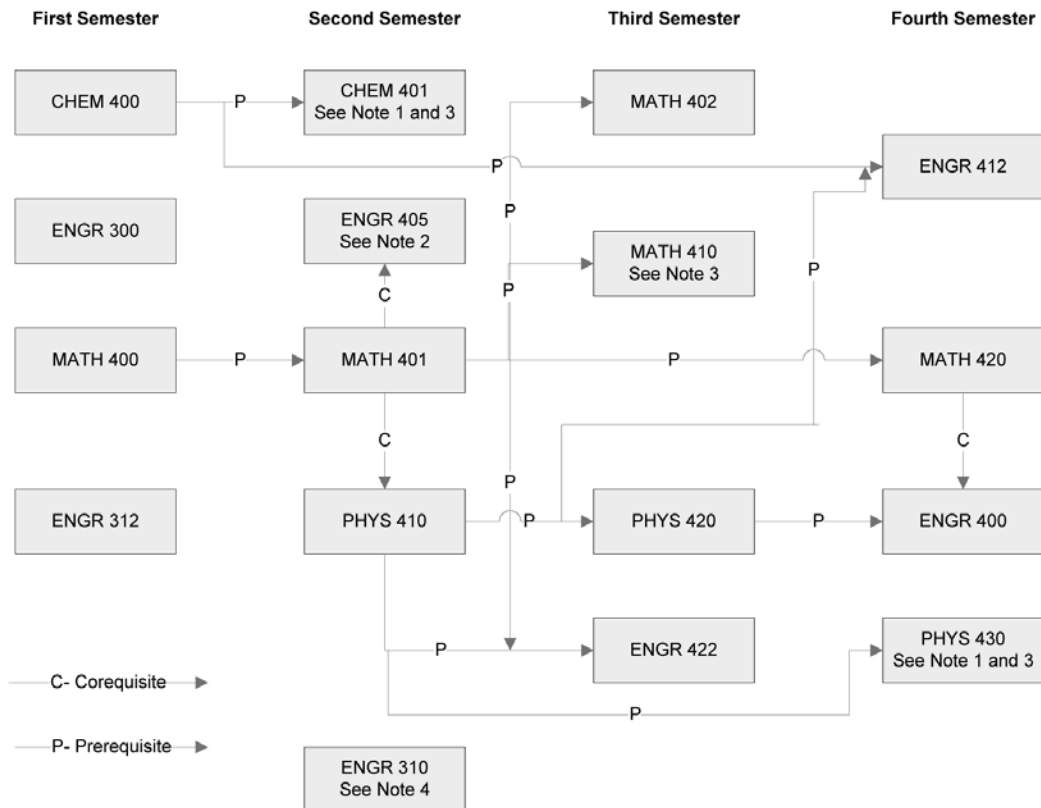 First Semester
Second Semester
Third Semester
Fourth Semester
CHEM 400
P
CHEM 401
See Note 1 and 3
MATH 402
P
ENGR 412
ENGR 300
ENGR 405
See Note 2
P
MATH 410
See Note 3
P
C
P
MATH 400
P
MATH 401
P
MATH 420
C
C
P
ENGR 312
PHYS 410
P
PHYS 420
P
ENGR 400
P
ENGR 422
PHYS 430
See Note 1 and 3
C- Corequisite
P
P- Prerequisite
ENGR 310
See Note 4